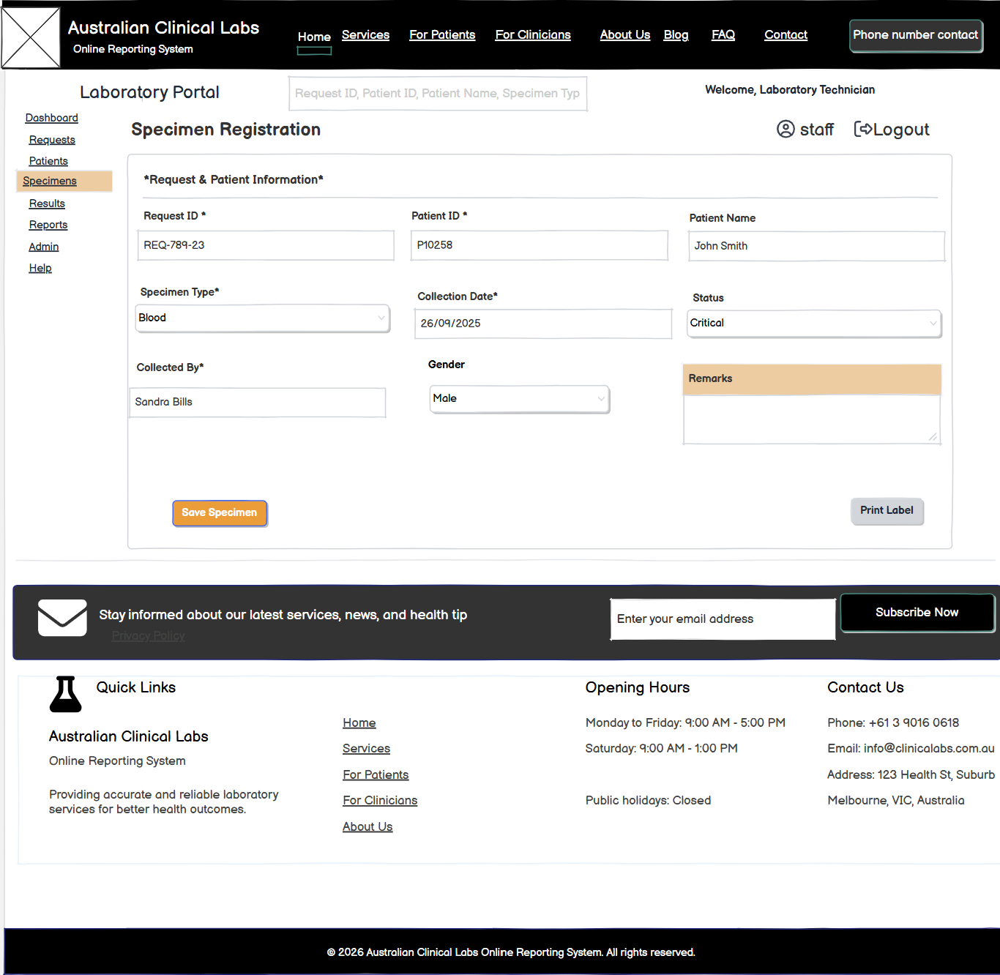 Australian Clinical Labs
Online Reporting System
Home Services For Patients For Clinicians About Us Blog FAQ Contact
Phone number contact
Laboratory Portal
Request ID, Patient ID, Patient Name, Specimen Typ
Welcome, Laboratory Technician
Dashboard
Requests
Patients
Specimens
Results
Reports
Admin
Help
Specimen Registration
staff
Logout
*Request & Patient Information*
Request ID *
REQ-789-23
Patient ID *
P10258
Patient Name
John Smith
Specimen Type*
Blood
Collection Date*
26/09/2025
Status
Critical
Collected By*
Sandra Bills
Gender
Male
Remarks
Save Specimen
Print Label
Stay informed about our latest services, news, and health tip
Privacy Policy
Enter your email address
Subscribe Now
Quick Links
Australian Clinical Labs
Online Reporting System
Providing accurate and reliable laboratory
services for better health outcomes.
Home
Services
For Patients
For Clinicians
About Us
Opening Hours
Monday to Friday: 9:00 AM - 5:00 PM
Saturday: 9:00 AM - 1:00 PM
Public holidays: Closed
Contact Us
Phone: +61 3 9016 0618
Email: info@clinicalabs.com.au
Address: 123 Health St, Suburb
Melbourne, VIC, Australia
© 2026 Australian Clinical Labs Online Reporting System. All rights reserved.